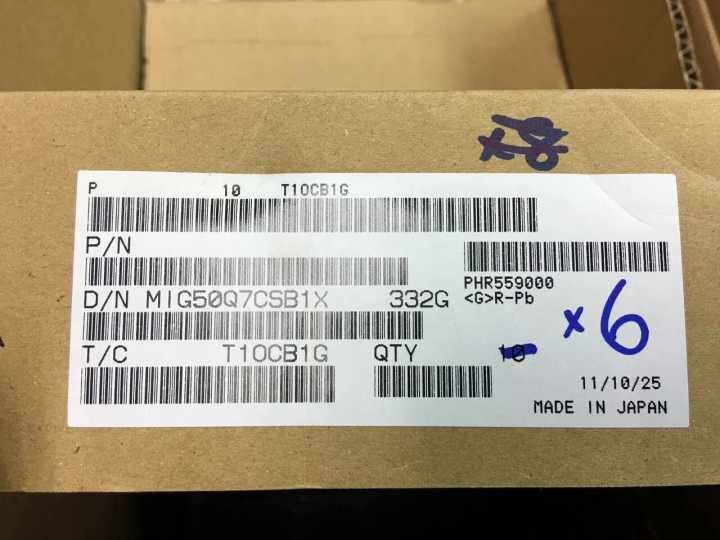 P 10 T10CB1G
P/N
PHR559000
<G>R-Pb
D/N MIG50Q7CSB1X 332G
x 6
T/C T10CB1G QTY 10
11/10/25
MADE IN JAPAN